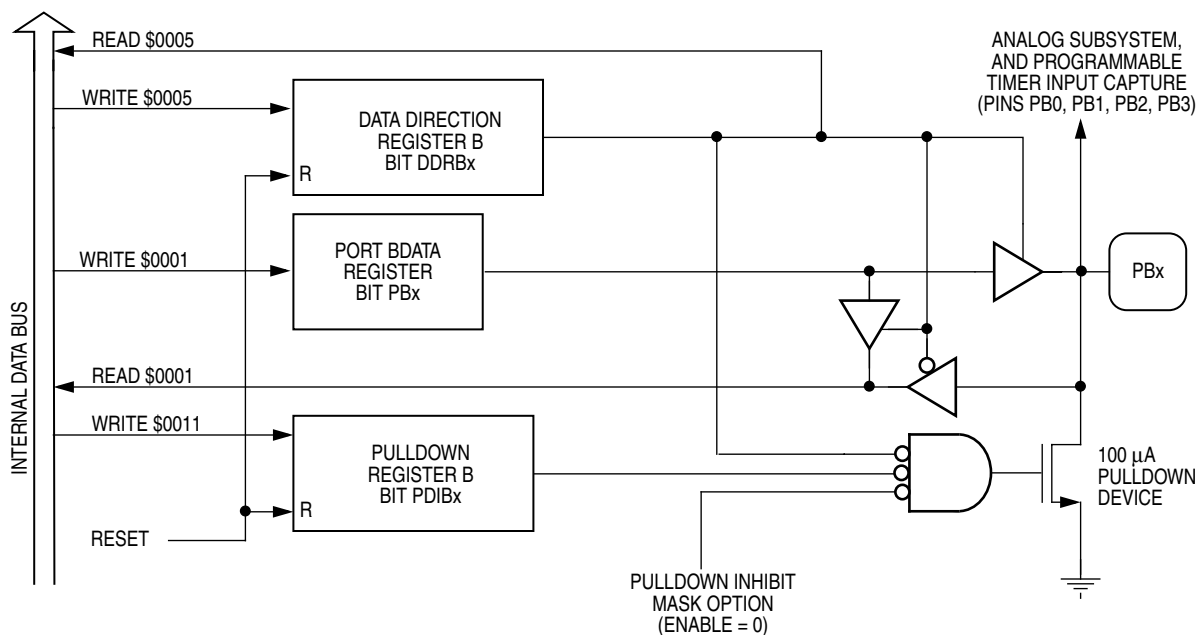 READ $0005
WRITE $0005
DATA DIRECTION
REGISTER B
BIT DDRBx
R
ANALOG SUBSYSTEM,
AND PROGRAMMABLE
TIMER INPUT CAPTURE
(PINS PB0, PB1, PB2, PB3)
WRITE $0001
PORT BDATA
REGISTER
BIT PBx
PBx
INTERNAL DATA BUS
READ $0001
WRITE $0011
PULLDOWN
REGISTER B
BIT PDIBx
R
RESET
100 µA
PULLDOWN
DEVICE
PULLDOWN INHIBIT
MASK OPTION
(ENABLE = 0)